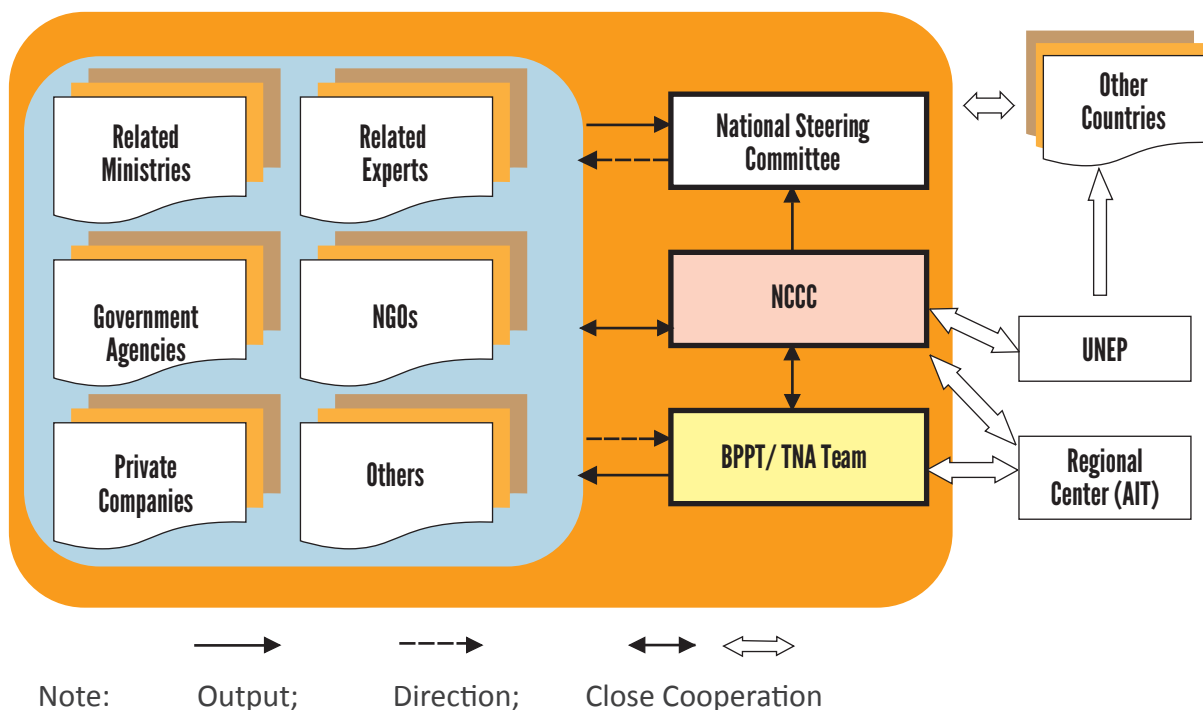 Related
Ministries
Related
Experts
National Steering
Committee
Other
Countries
Government
Agencies
NGOs
NCCC
UNEP
Private
Companies
Others
BPPT/ TNA Team
Regional
Center (AIT)
Note: Output; Direction; Close Cooperation